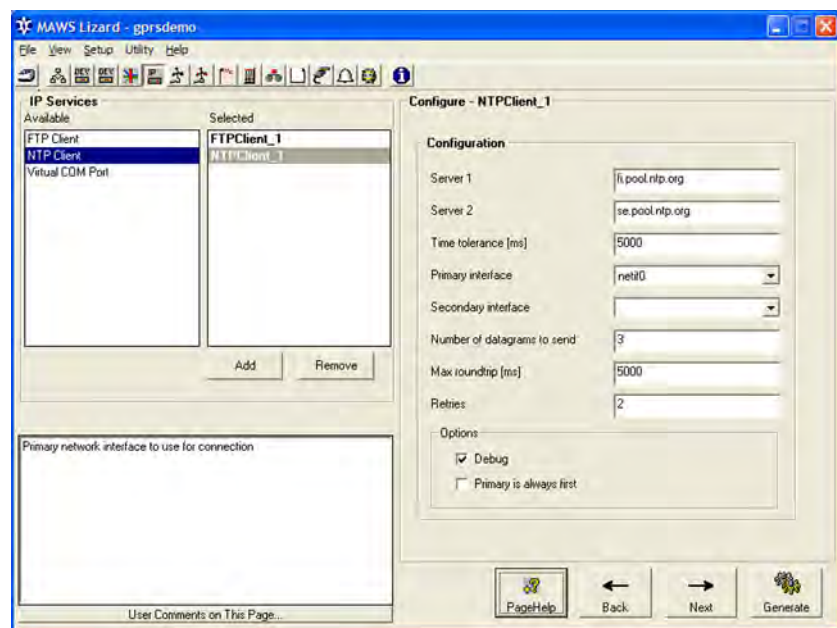 MAWS Lizard - gprsdemo
File View Setup Utility Help
IP Services
Available
Selected
FTP Client
NTP Client
Virtual COM Port
FTPClient_1
NTPClient_1
Add
Remove
Primary network interface to use for connection
User Comments on This Page...
Configure - NTPClient_1
Configuration
Server 1
fi.pool.ntp.org
Server 2
se.pool.ntp.org
Time tolerance [ms]
5000
Primary interface
netif0
Secondary interface
Number of datagrams to send
3
Max roundtrip [ms]
5000
Retries
2
Options
Debug
Primary is always first
PageHelp
Back
Next
Generate